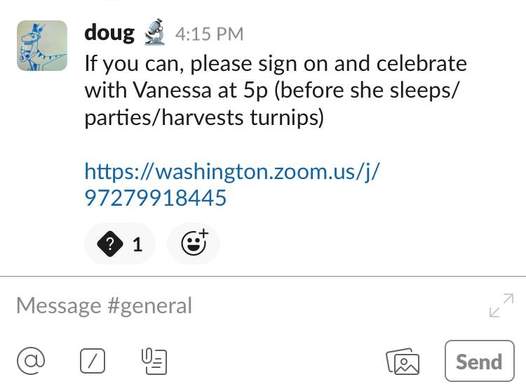 doug 4:15 PM
If you can, please sign on and celebrate
with Vanessa at 5p (before she sleeps/
parties/harvests turnips)
https://washington.zoom.us/j/
97279918445
? 1
Message #general
@ /
Send